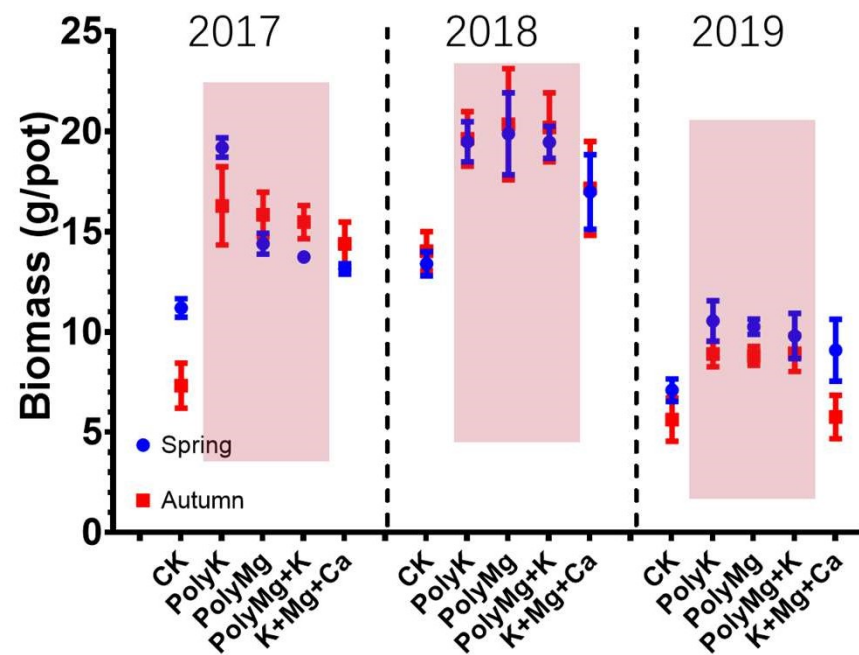 2017 2018 2019
25
20
15
10
5
0
Biomass (g/pot)
Spring
Autumn
CK
PolyK
PolyMg
PolyMg+K
K+Mg+Ca
CK
PolyK
PolyMg
PolyMg+K
K+Mg+Ca
CK
PolyK
PolyMg
PolyMg+K
K+Mg+Ca